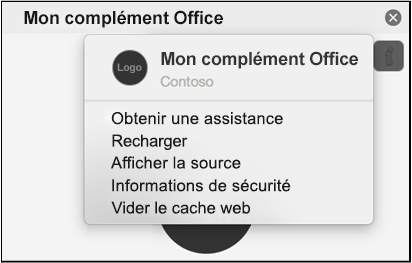 Mon complément Office
Logo
Mon complément Office
Contoso
Obtenir une assistance
Recharger
Afficher la source
Informations de sécurité
Vider le cache web